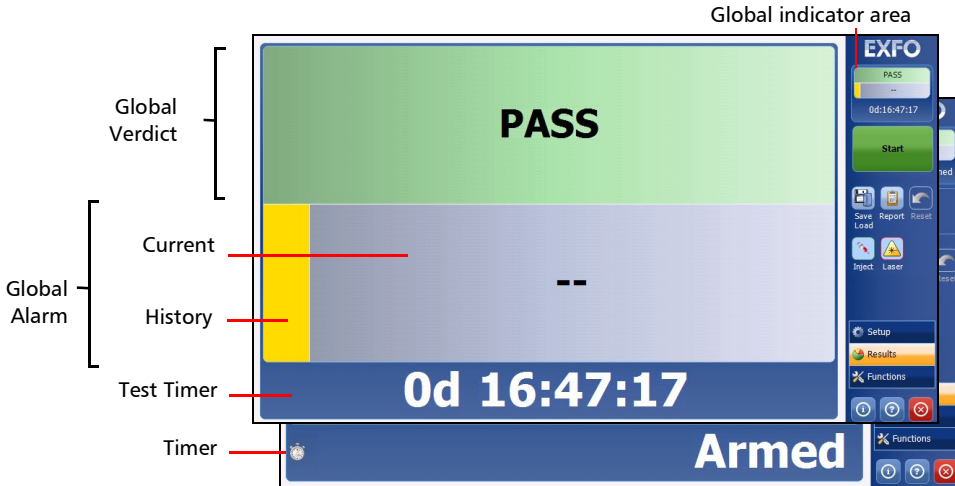 Global indicator area
EXFO
PASS
--
0d:16:47:17
Start
Save
Load
Report
Reset
Inject
Laser
Setup
Results
Functions
Global
Verdict
PASS
Global
Alarm
Current
--
History
Test Timer
0d 16:47:17
Timer
Armed
Functions